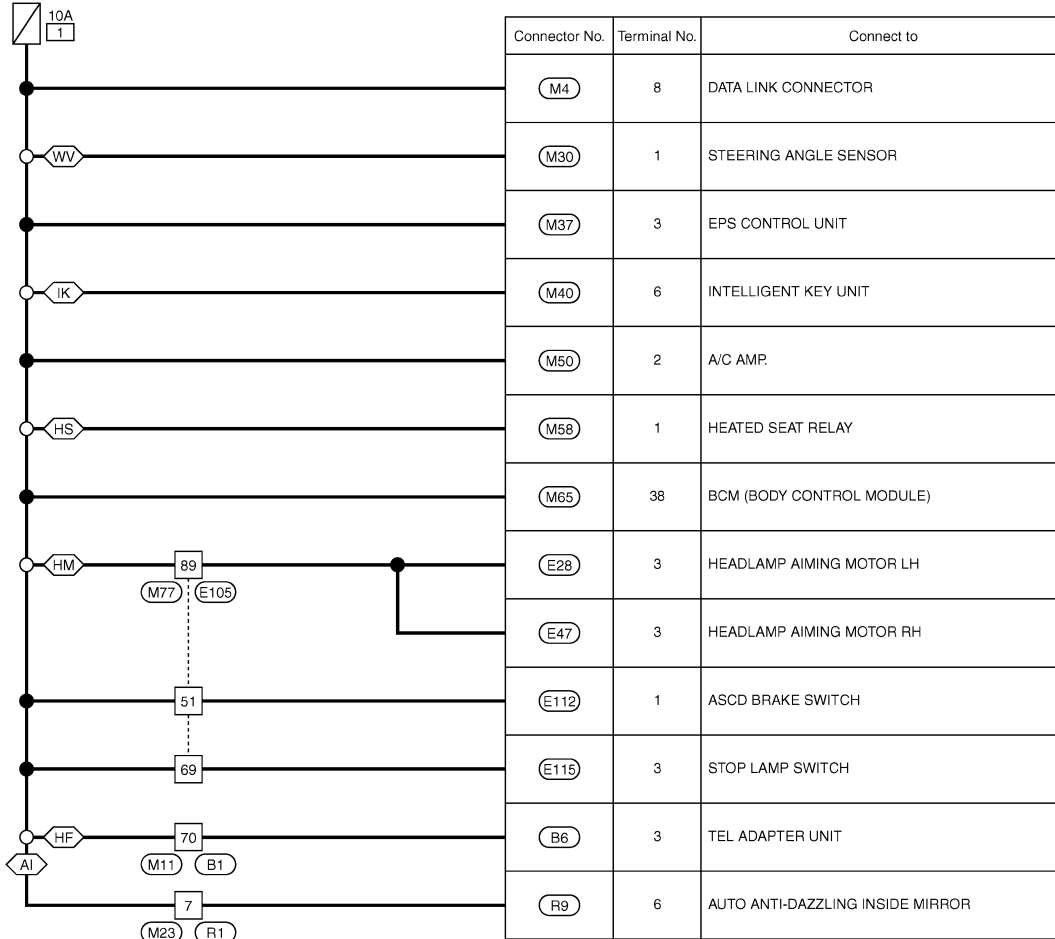 10A
1
Connector No. Terminal No. Connect to
M4 8 DATA LINK CONNECTOR
WV M30 1 STEERING ANGLE SENSOR
M37 3 EPS CONTROL UNIT
IK M40 6 INTELLIGENT KEY UNIT
M50 2 A/C AMP.
HS M58 1 HEATED SEAT RELAY
M65 38 BCM (BODY CONTROL MODULE)
HM 89 E28 3 HEADLAMP AIMING MOTOR LH
M77 E105
E47 3 HEADLAMP AIMING MOTOR RH
51 E112 1 ASCD BRAKE SWITCH
69 E115 3 STOP LAMP SWITCH
HF 70 B6 3 TEL ADAPTER UNIT
AI M11 B1
7 R9 6 AUTO ANTI-DAZZLING INSIDE MIRROR
M23 R1